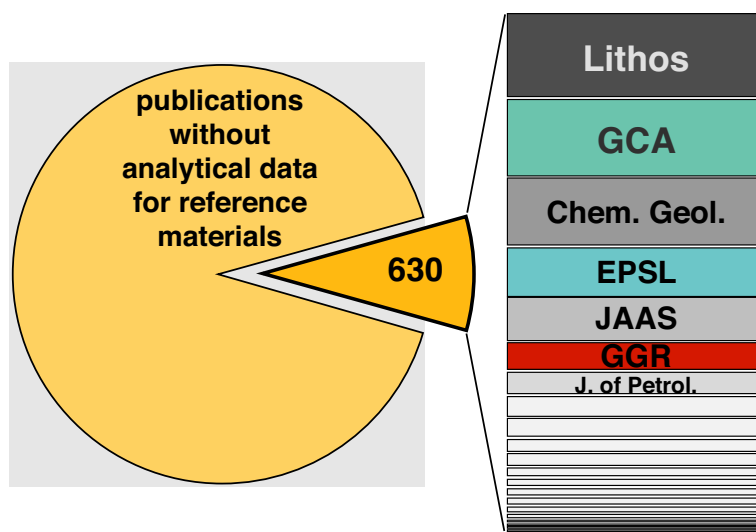 publications
without
analytical data
for reference
materials
630
Lithos
GCA
Chem. Geol.
EPSL
JAAS
GGR
J. of Petrol.